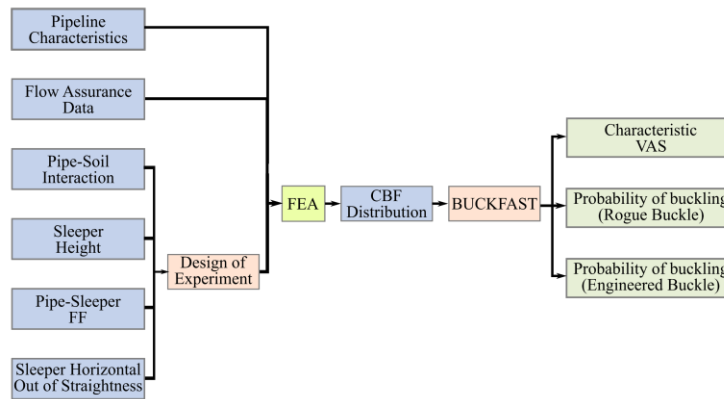 Pipeline
Characteristics
Flow Assurance
Data
Pipe-Soil
Interaction
Sleeper
Height
Pipe-Sleeper
FF
Sleeper Horizontal
Out of Straightness
Design of
Experiment
FEA
CBF
Distribution
BUCKFAST
Characteristic
VAS
Probability of buckling
(Rogue Buckle)
Probability of buckling
(Engineered Buckle)